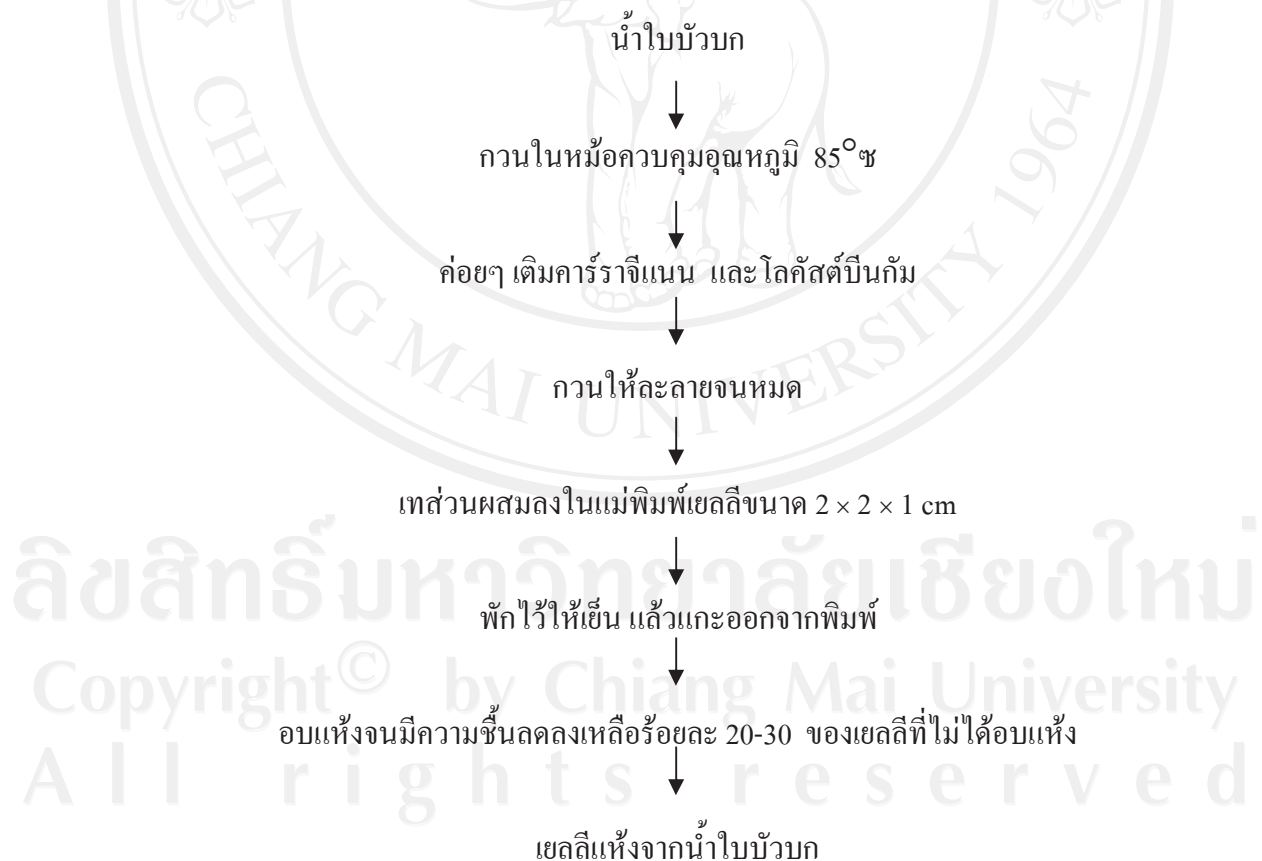 น้ำใบบัวบก
กวนในหม้อควบคุมอุณหภูมิ 85°ซ
ค่อยๆ เติมคาร์ราจีแนน และโลคัสต์บีนกัม
กวนให้ละลายจนหมด
เทส่วนผสมลงในแม่พิมพ์เยลลีขนาด 2 × 2 × 1 cm
พักไว้ให้เย็น แล้วแกะออกจากพิมพ์
อบแห้งจนมีความชื้นลดลงเหลือร้อยละ 20-30 ของเยลลีที่ไม่ได้อบแห้ง
เยลลีแห้งจากน้ำใบบัวบก
CHIANG MAI UNIVERSITY 1964
ลิขสิทธิ์มหาวิทยาลัยเชียงใหม่
Copyright© by Chiang Mai University
All rights reserved